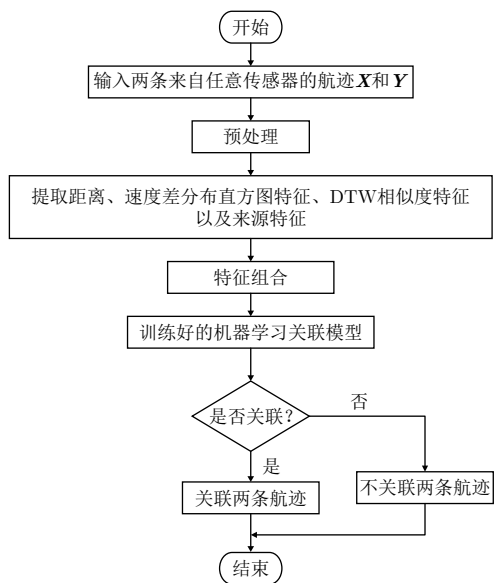 开始
输入两条来自任意传感器的航迹X和Y
预处理
提取距离、速度差分布直方图特征、DTW相似度特征
以及来源特征
特征组合
训练好的机器学习关联模型
是否关联？
否
是
关联两条航迹
不关联两条航迹
结束